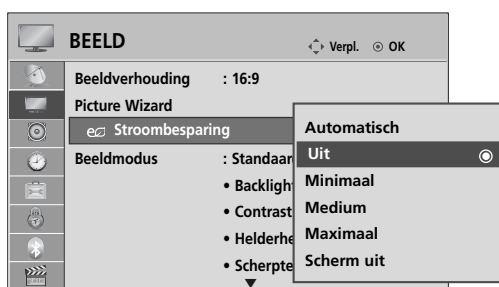 BEELD
Verpl. OK
Beeldverhouding : 16:9
Picture Wizard
Stroombesparing
Beeldmodus : Standaar
• Backligh
• Contrast
• Helderhe
• Scherpte
Automatisch
Uit
Minimaal
Medium
Maximaal
Scherm uit